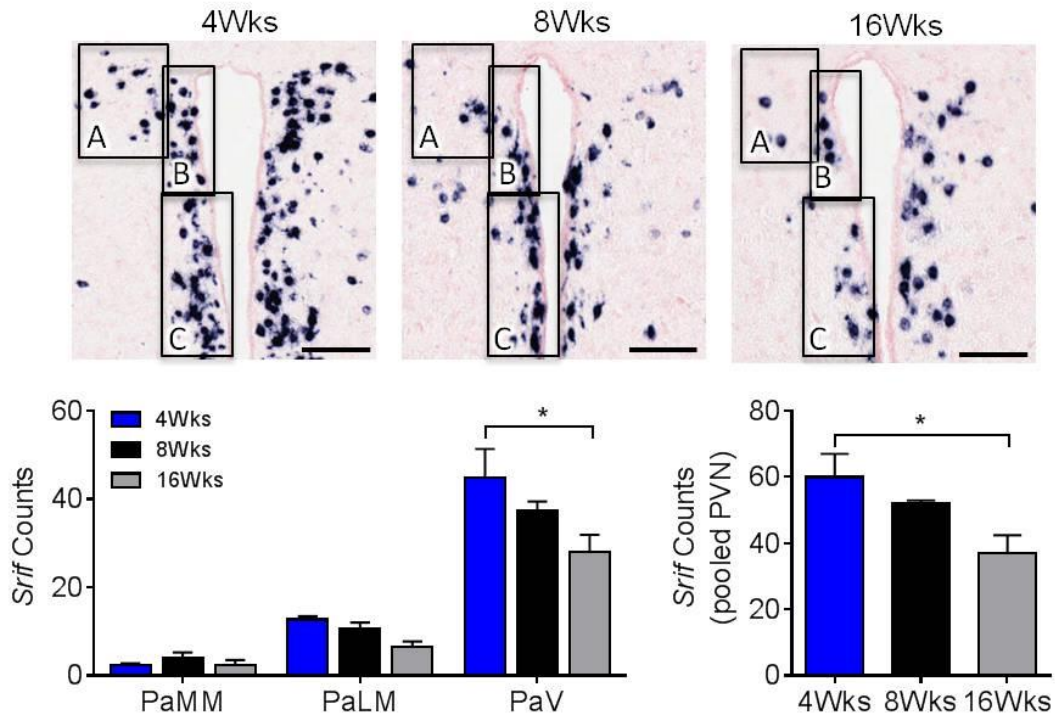 4Wks 8Wks 16Wks
A
B
C
A
B
C
A
B
C
60
40
20
0
Srif Counts
4Wks
8Wks
16Wks
*
PaMM PaLM PaV
80
60
40
20
0
Srif Counts
(pooled PVN)
*
4Wks 8Wks 16Wks